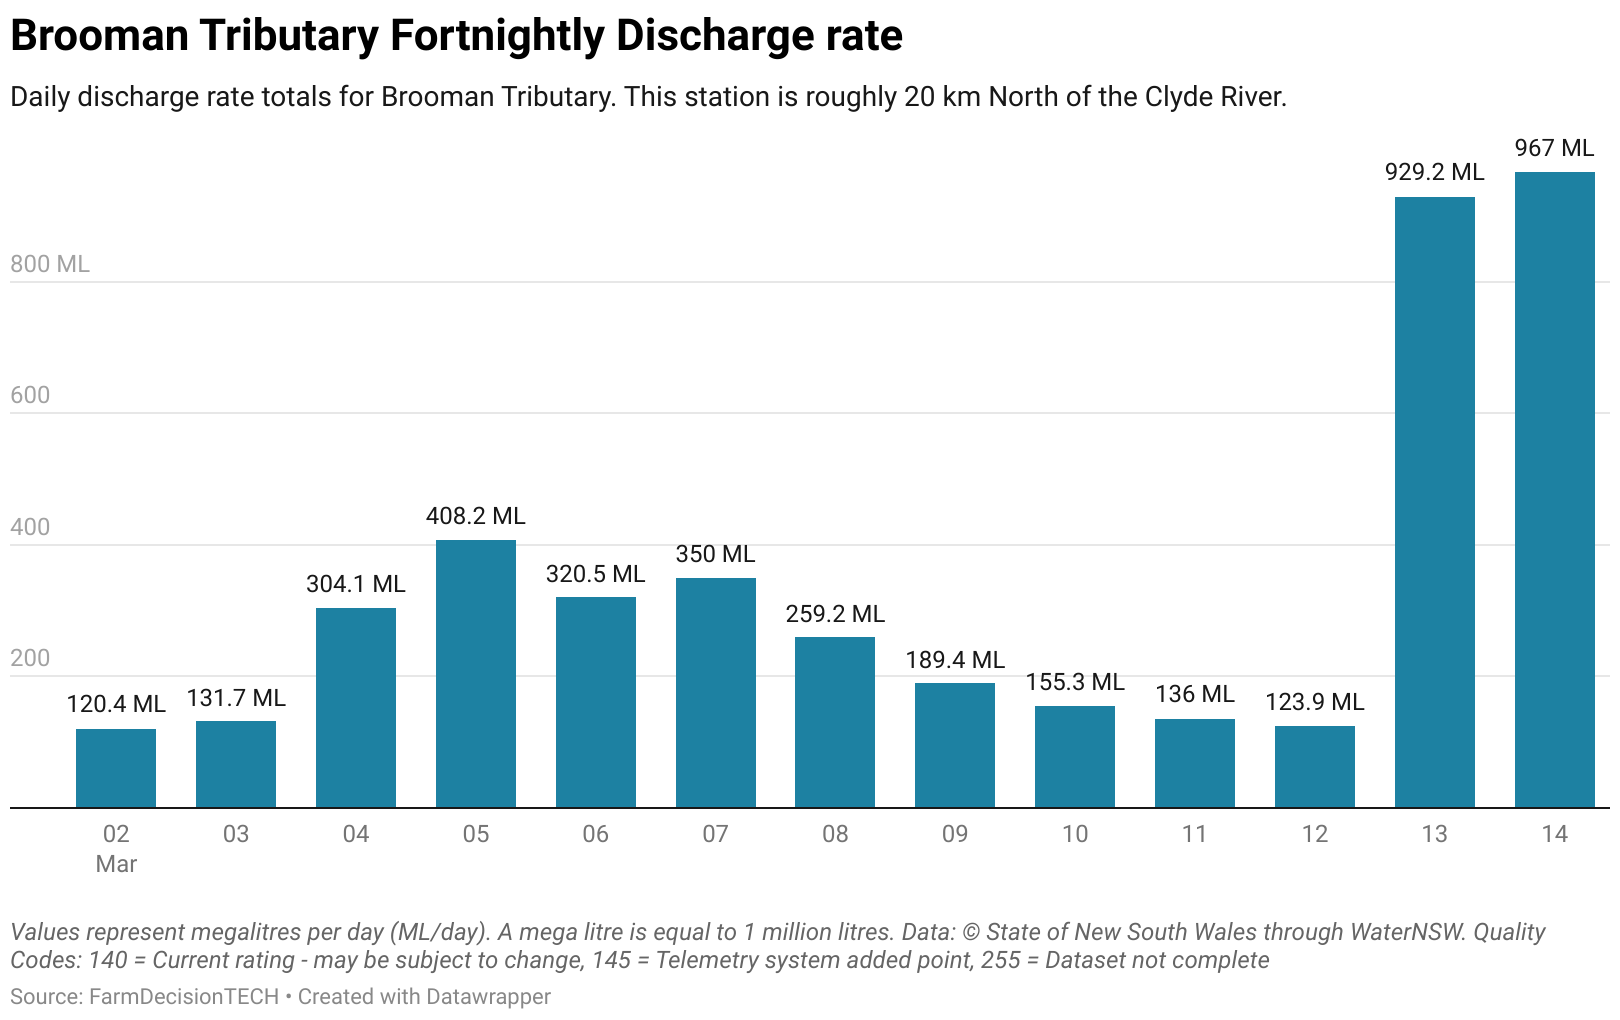 Brooman Tributary Fortnightly Discharge rate
Daily discharge rate totals for Brooman Tributary. This station is roughly 20 km North of the Clyde River.
967 ML
929.2 ML
800 ML
600
400
408.2 ML
350 ML
320.5 ML
304.1 ML
259.2 ML
200
189.4 ML
155.3 ML
136 ML
131.7 ML
123.9 ML
120.4 ML
02 03 04 05 06 07 08 09 10 11 12 13 14
Mar
Values represent megalitres per day (ML/day). A mega litre is equal to 1 million litres. Data: © State of New South Wales through WaterNSW. Quality
Codes: 140 = Current rating - may be subject to change, 145 = Telemetry system added point, 255 = Dataset not complete
Source: FarmDecisionTECH • Created with Datawrapper